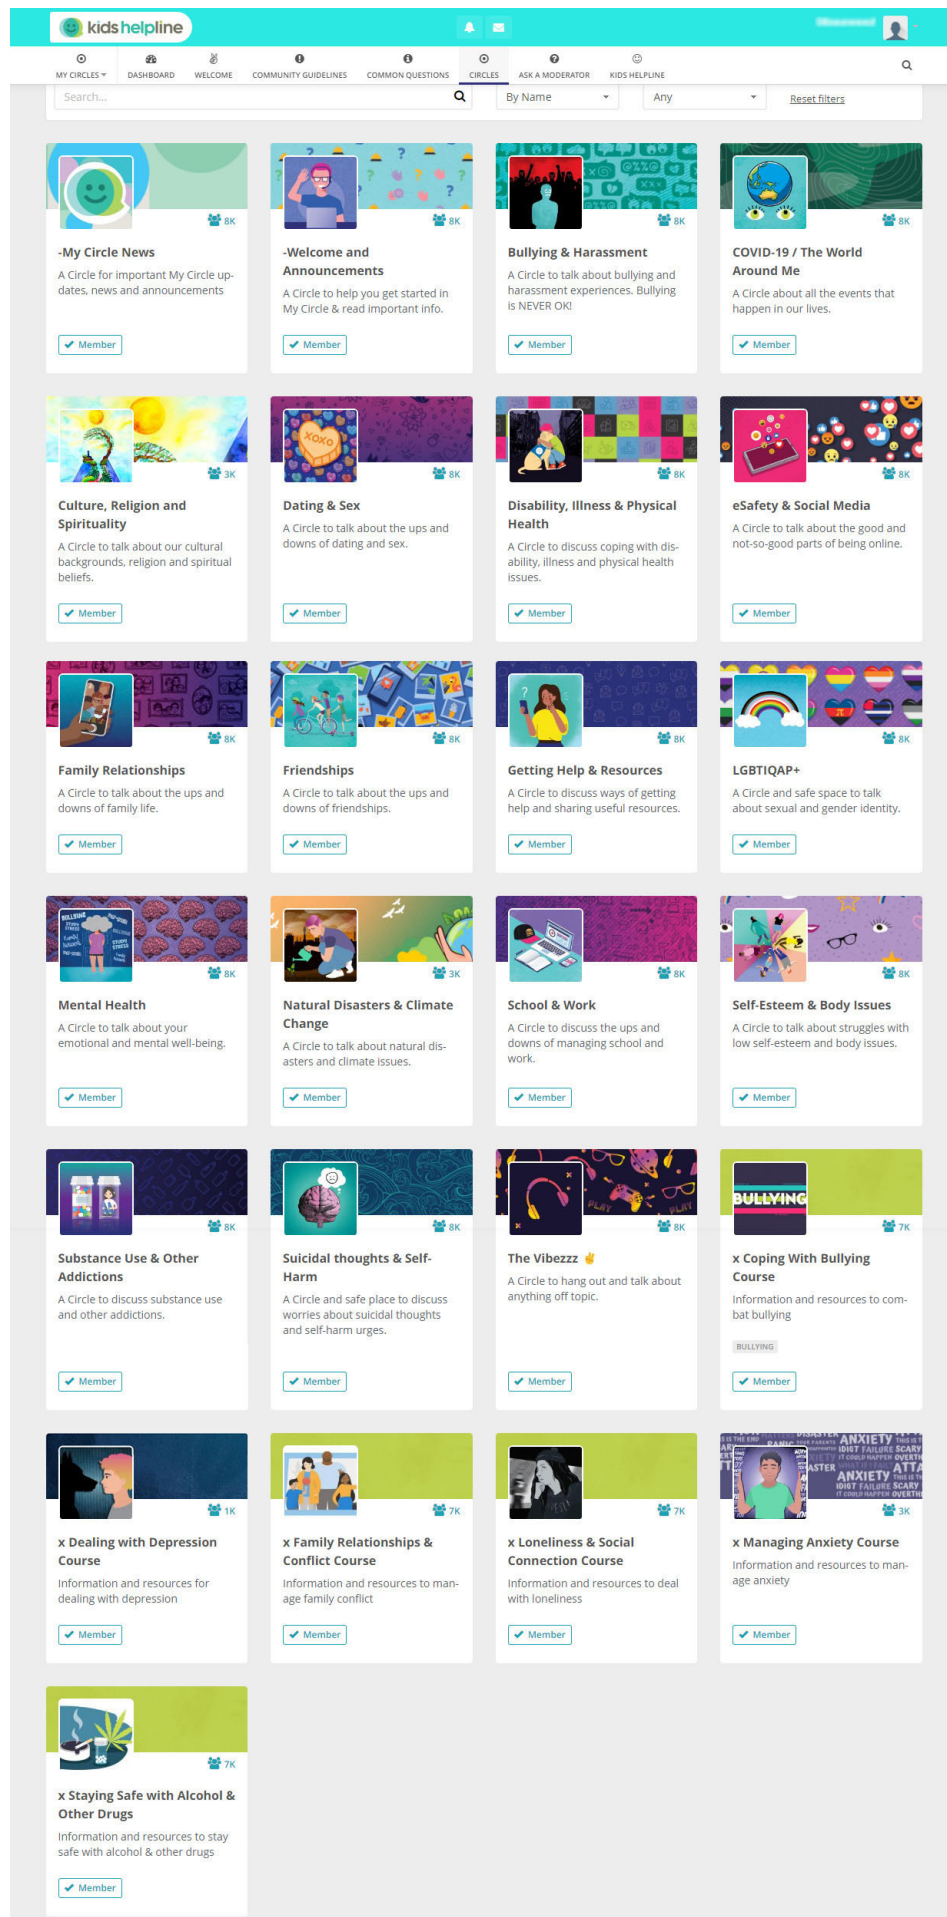 kids helpline
MY CIRCLES
DASHBOARD
WELCOME
COMMUNITY GUIDELINES
COMMON QUESTIONS
CIRCLES
ASK A MODERATOR
KIDS HELPLINE
Search...
By Name
Any
Reset filters
8K
-My Circle News
A Circle for important My Circle up-
dates, news and announcements
Member
8K
-Welcome and
Announcements
A Circle to help you get started in
My Circle & read important info.
Member
8K
Bullying & Harassment
A Circle to talk about bullying and
harassment experiences. Bullying
is NEVER OK!
Member
8K
COVID-19 / The World
Around Me
A Circle about all the events that
happen in our lives.
Member
3K
Culture, Religion and
Spirituality
A Circle to talk about our cultural
backgrounds, religion and spiritual
beliefs.
Member
XOXO
8K
Dating & Sex
A Circle to talk about the ups and
downs of dating and sex.
Member
8K
Disability, Illness & Physical
Health
A Circle to discuss coping with dis-
ability, illness and physical health
issues.
Member
8K
eSafety & Social Media
A Circle to talk about the good and
not-so-good parts of being online.
Member
8K
Family Relationships
A Circle to talk about the ups and
downs of family life.
Member
8K
Friendships
A Circle to talk about the ups and
downs of friendships.
Member
8K
Getting Help & Resources
A Circle to discuss ways of getting
help and sharing useful resources.
Member
8K
LGBTIQAP+
A Circle and safe space to talk
about sexual and gender identity.
Member
BULLYING
STUDY
STRESS
8K
Mental Health
A Circle to talk about your
emotional and mental well-being.
Member
3K
Natural Disasters & Climate
Change
A Circle to talk about natural dis-
asters and climate issues.
Member
8K
School & Work
A Circle to discuss the ups and
downs of managing school and
work.
Member
8K
Self-Esteem & Body Issues
A Circle to talk about struggles with
low self-esteem and body issues.
Member
8K
Substance Use & Other
Addictions
A Circle to discuss substance use
and other addictions.
Member
8K
Suicidal thoughts & Self-
Harm
A Circle and safe place to discuss
worries about suicidal thoughts
and self-harm urges.
Member
PLAY
PLAY
8K
The Vibezzz ✌
A Circle to hang out and talk about
anything off topic.
Member
BULLYING
7K
x Coping With Bullying
Course
Information and resources to com-
bat bullying
BULLYING
Member
1K
x Dealing with Depression
Course
Information and resources for
dealing with depression
Member
7K
x Family Relationships &
Conflict Course
Information and resources to man-
age family conflict
Member
7K
x Loneliness & Social
Connection Course
Information and resources to deal
with loneliness
Member
ANXIETY
IDIOT FAILURE SCARY
ANXIETY
IDIOT FAILURE SCARY
3K
x Managing Anxiety Course
Information and resources to man-
age anxiety
Member
7K
x Staying Safe with Alcohol &
Other Drugs
Information and resources to stay
safe with alcohol & other drugs
Member